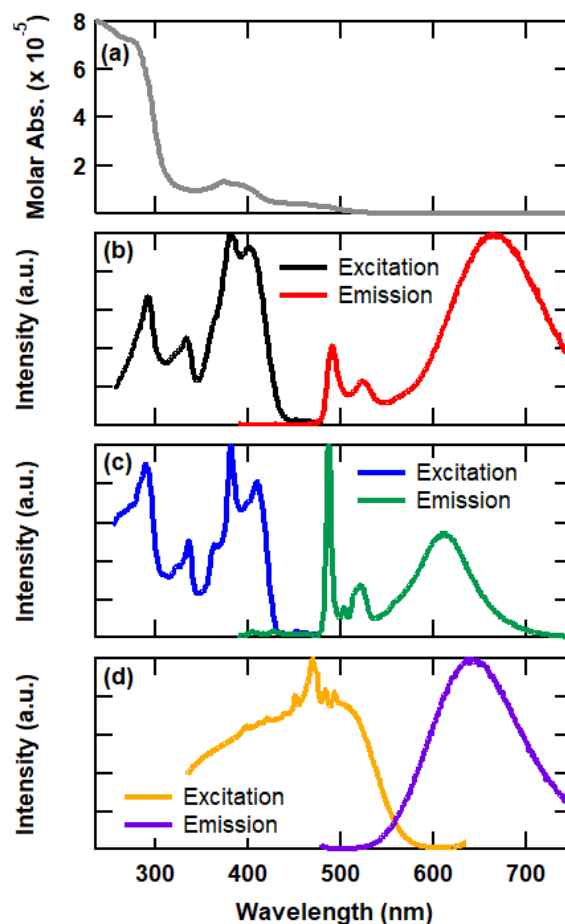 Molar Abs. (x 10⁻⁵)
8
6
4
2
(a)
Intensity (a.u.)
(b)
Excitation
Emission
Intensity (a.u.)
(c)
Excitation
Emission
Intensity (a.u.)
(d)
Excitation
Emission
300 400 500 600 700
Wavelength (nm)